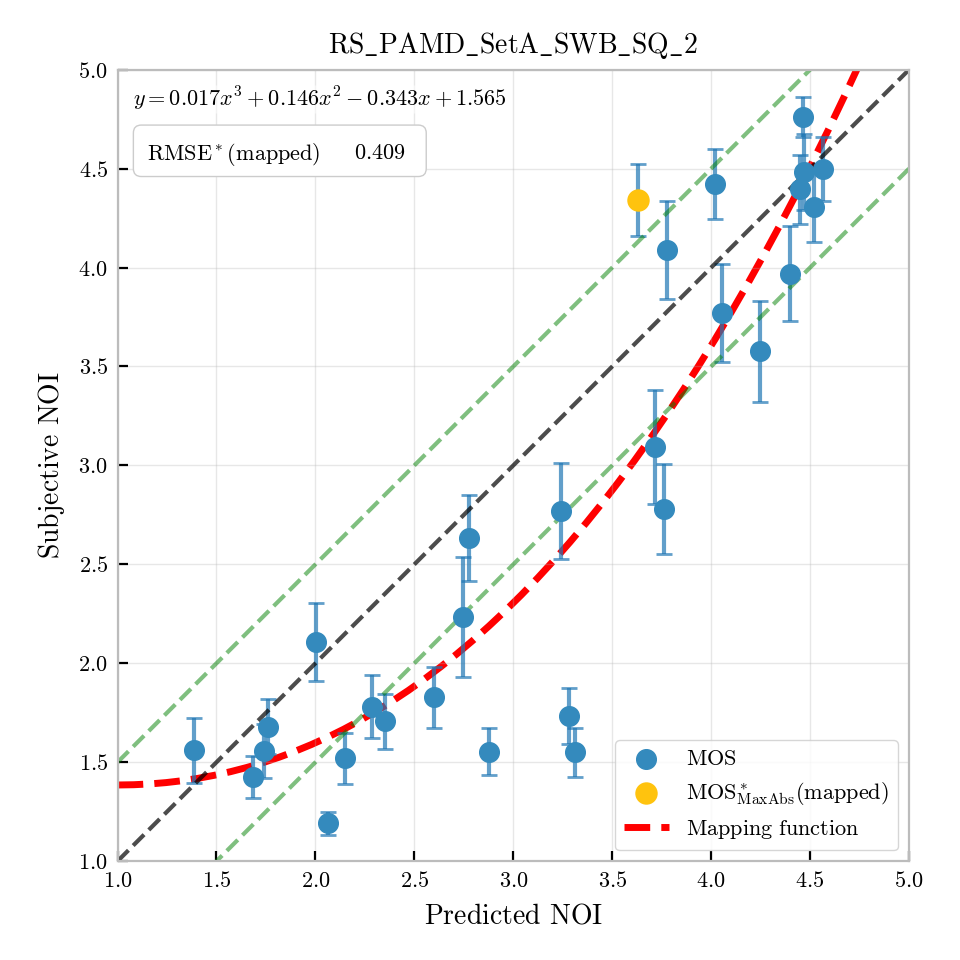 RS_PAMD_SetA_SWB_SQ_2
y = 0.017x³ + 0.146x² − 0.343x + 1.565
RMSE*(mapped) 0.409
5.0
4.5
4.0
3.5
3.0
2.5
2.0
1.5
1.0
Subjective NOI
MOS
MOS*MaxAbs(mapped)
Mapping function
1.0 1.5 2.0 2.5 3.0 3.5 4.0 4.5 5.0
Predicted NOI